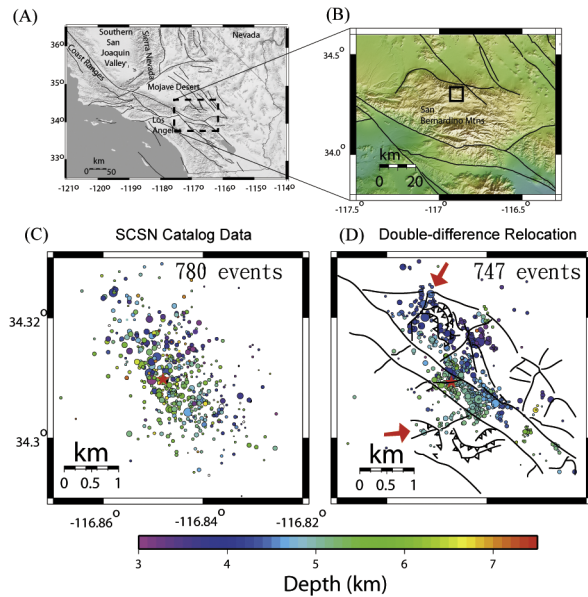 (A)
36°
35°
34°
33°
Southern
San
Joaquin
Valley
Sierra Nevada
Nevada
Coast Ranges
Mojave Desert
Los
Angel
km
0 50
-121° -120° -119° -118° -117° -116° -115° -114°
(B)
34.5°
34.0°
San
Bernardino Mtns
km
0 20
-117.5° -117° -116.5°
(C) SCSN Catalog Data
780 events
34.32°
34.3°
km
0 0.5 1
-116.86° -116.84° -116.82°
(D) Double-difference Relocation
747 events
km
0 0.5 1
3 4 5 6 7
Depth (km)